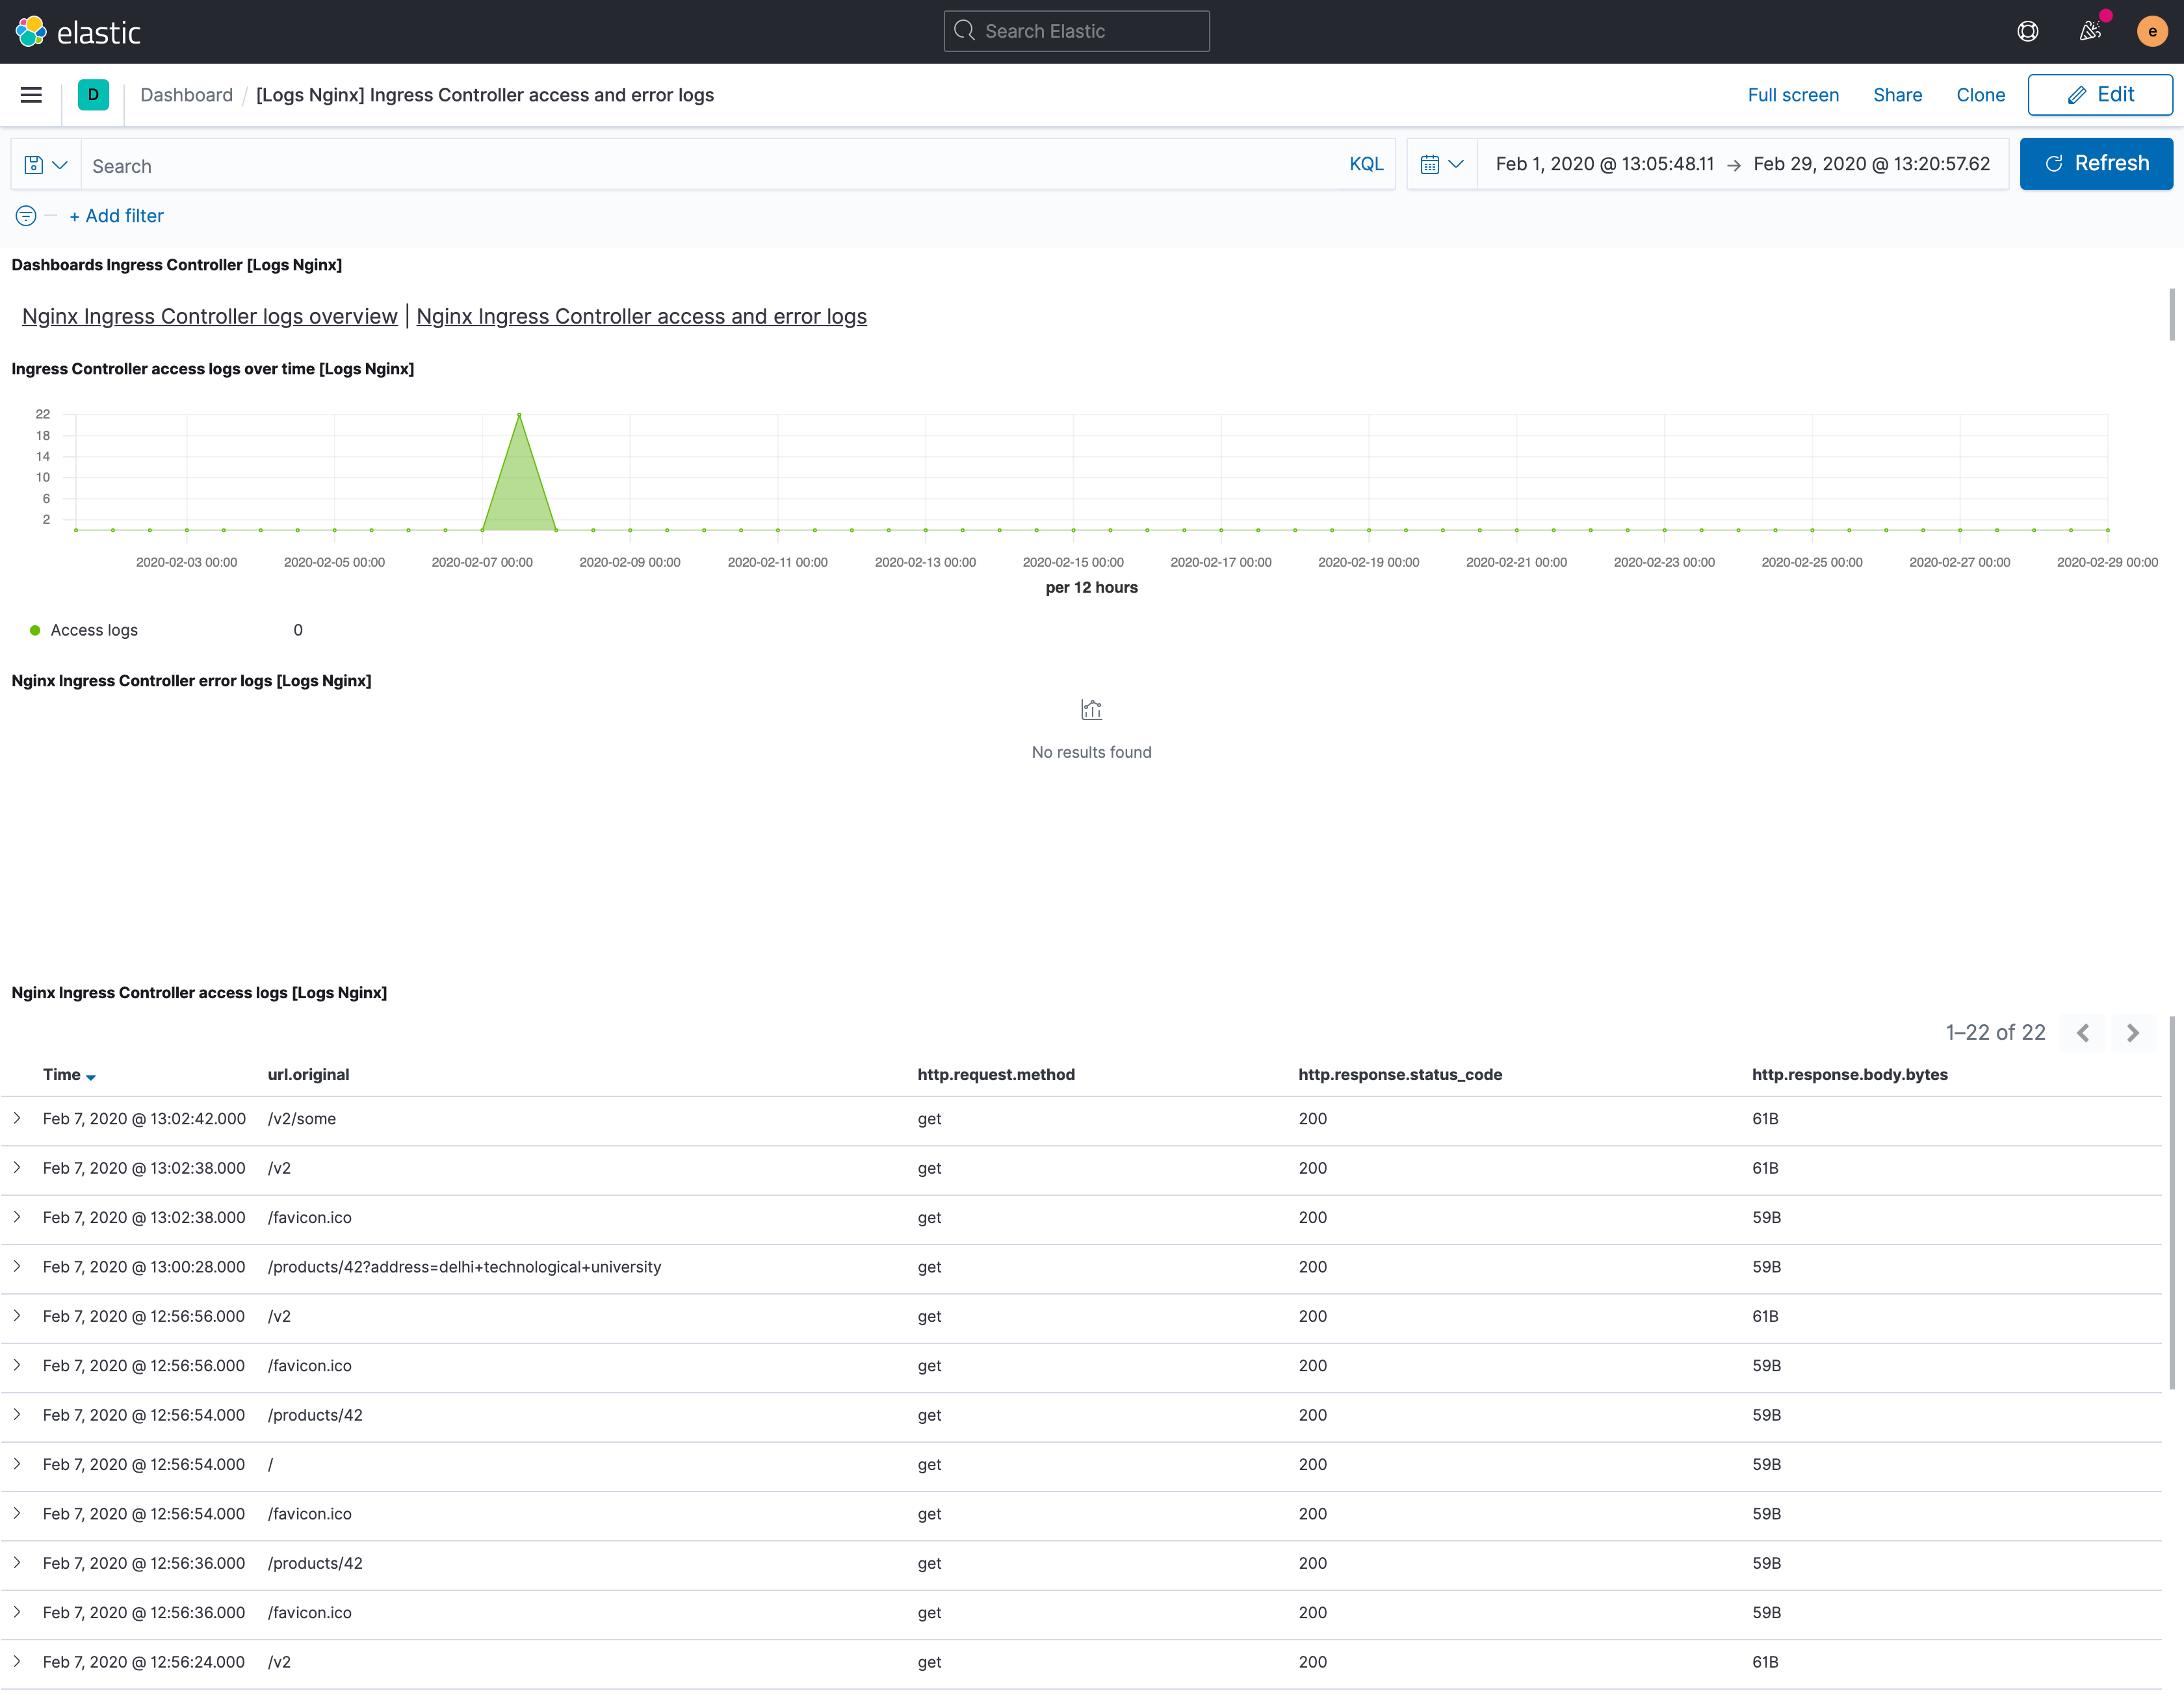 elastic Search Elastic e
D Dashboard / [Logs Nginx] Ingress Controller access and error logs Full screen Share Clone Edit
Search KQL Feb 1, 2020 @ 13:05:48.11 → Feb 29, 2020 @ 13:20:57.62 Refresh
+ Add filter
Dashboards Ingress Controller [Logs Nginx]
Nginx Ingress Controller logs overview | Nginx Ingress Controller access and error logs
Ingress Controller access logs over time [Logs Nginx]
22
18
14
10
6
2
2020-02-03 00:00 2020-02-05 00:00 2020-02-07 00:00 2020-02-09 00:00 2020-02-11 00:00 2020-02-13 00:00 2020-02-15 00:00 2020-02-17 00:00 2020-02-19 00:00 2020-02-21 00:00 2020-02-23 00:00 2020-02-25 00:00 2020-02-27 00:00 2020-02-29 00:00
per 12 hours
Access logs 0
Nginx Ingress Controller error logs [Logs Nginx]
No results found
Nginx Ingress Controller access logs [Logs Nginx]
1–22 of 22
Time url.original http.request.method http.response.status_code http.response.body.bytes
Feb 7, 2020 @ 13:02:42.000 /v2/some get 200 61B
Feb 7, 2020 @ 13:02:38.000 /v2 get 200 61B
Feb 7, 2020 @ 13:02:38.000 /favicon.ico get 200 59B
Feb 7, 2020 @ 13:00:28.000 /products/42?address=delhi+technological+university get 200 59B
Feb 7, 2020 @ 12:56:56.000 /v2 get 200 61B
Feb 7, 2020 @ 12:56:56.000 /favicon.ico get 200 59B
Feb 7, 2020 @ 12:56:54.000 /products/42 get 200 59B
Feb 7, 2020 @ 12:56:54.000 / get 200 59B
Feb 7, 2020 @ 12:56:54.000 /favicon.ico get 200 59B
Feb 7, 2020 @ 12:56:36.000 /products/42 get 200 59B
Feb 7, 2020 @ 12:56:36.000 /favicon.ico get 200 59B
Feb 7, 2020 @ 12:56:24.000 /v2 get 200 61B